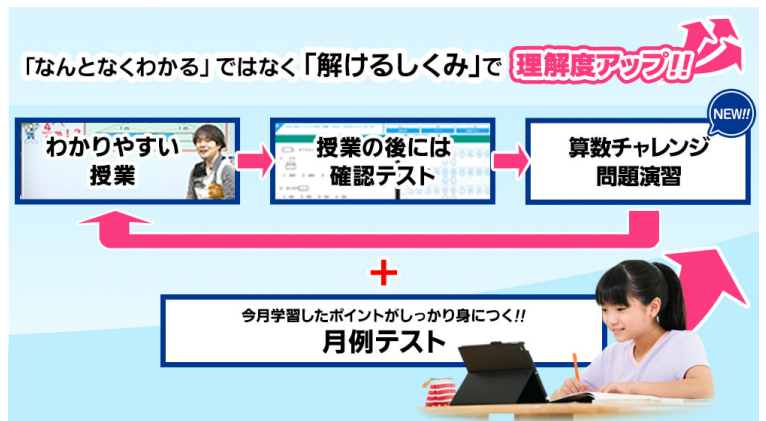 「なんとなくわかる」ではなく「解けるしくみ」で 理解度アップ!!
わかりやすい
授業
授業の後には
確認テスト
NEW!!
算数チャレンジ
問題演習
+
今月学習したポイントがしっかり身につく!!
月例テスト